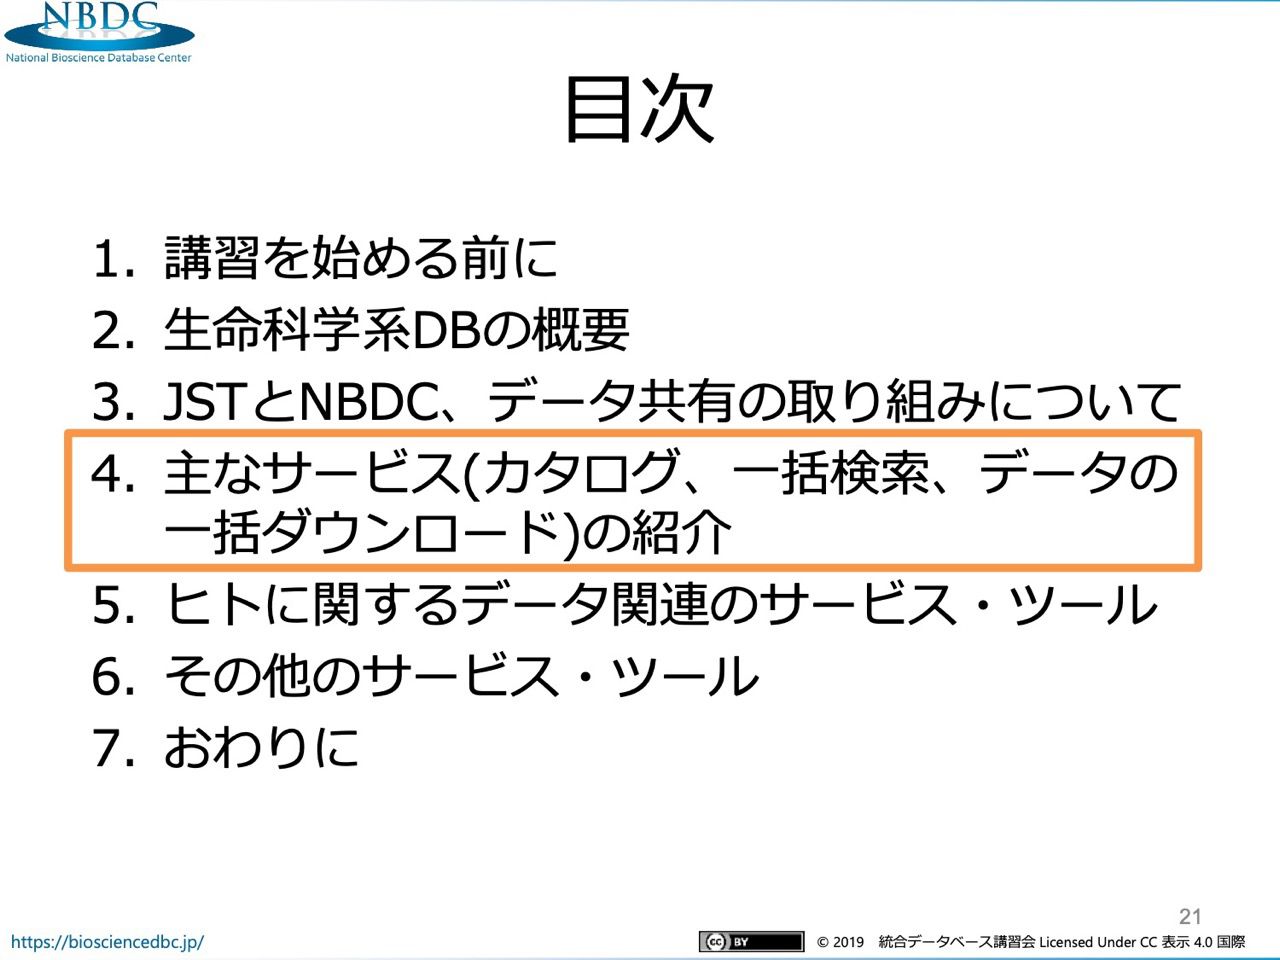 NBDC
National Bioscience Database Center
目次
1. 講習を始める前に
2. 生命科学系DBの概要
3. JSTとNBDC、データ共有の取り組みについて
4. 主なサービス(カタログ、一括検索、データの
一括ダウンロード)の紹介
5. ヒトに関するデータ関連のサービス・ツール
6. その他のサービス・ツール
7. おわりに
21
https://biosciencedbc.jp/
cc BY © 2019 統合データベース講習会 Licensed Under CC 表示 4.0 国際